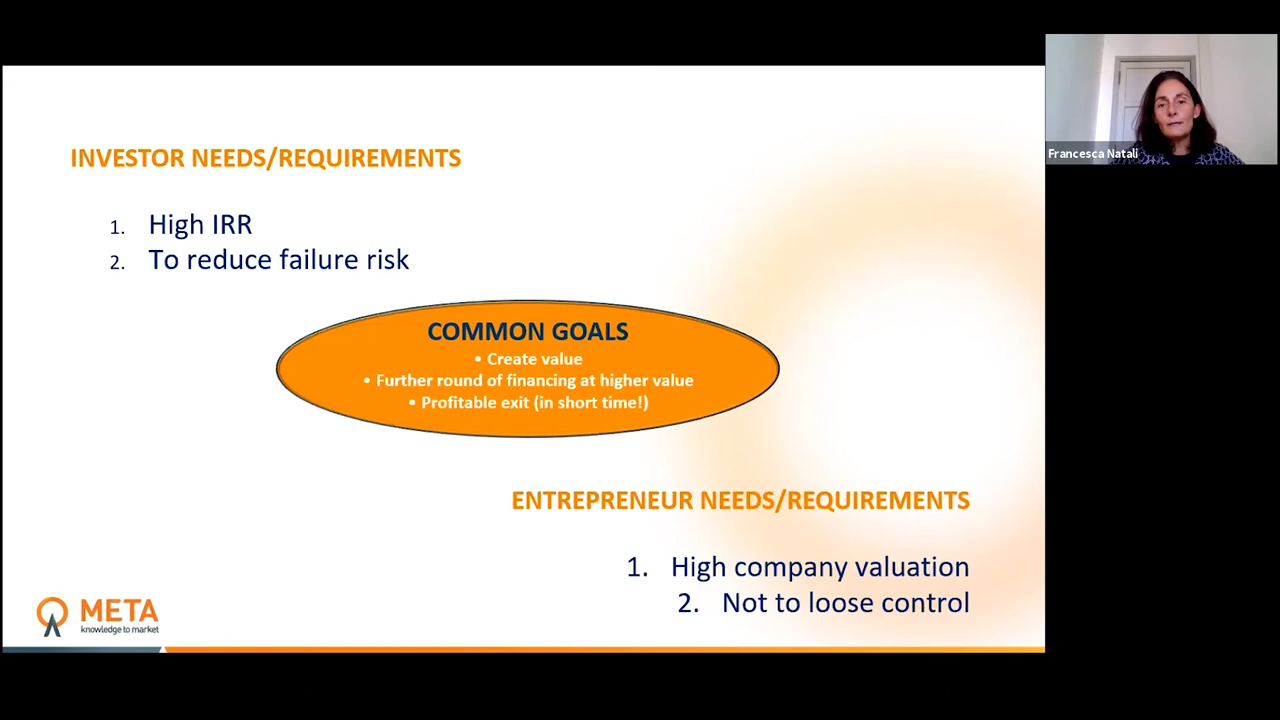 Francesca Natali
INVESTOR NEEDS/REQUIREMENTS
1. High IRR
2. To reduce failure risk
COMMON GOALS
• Create value
• Further round of financing at higher value
• Profitable exit (in short time!)
ENTREPRENEUR NEEDS/REQUIREMENTS
1. High company valuation
2. Not to loose control
META
knowledge to market